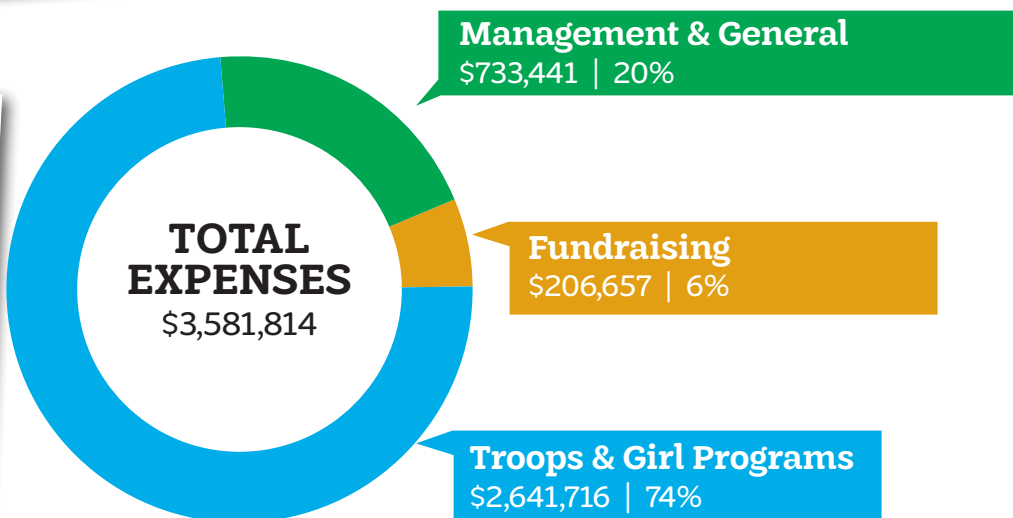 Management & General
$733,441 | 20%
TOTAL
EXPENSES
$3,581,814
Fundraising
$206,657 | 6%
Troops & Girl Programs
$2,641,716 | 74%